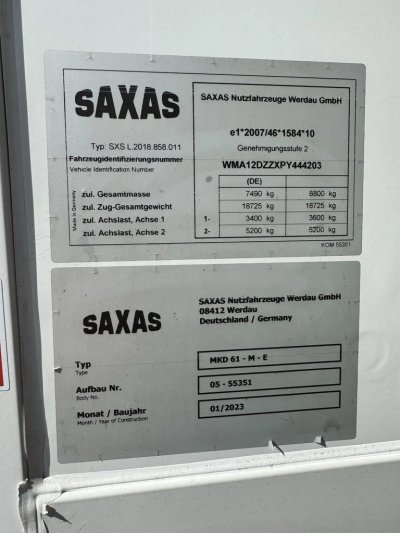 SAXAS
SAXAS Nutzfahrzeuge Werdau GmbH
e1*2007/46*1584*10
Typ: SXS L.2018.858.011
Genehmigungsstufe 2
Fahrzeugidentifizierungsnummer
WMA12DZZXPY444203
Vehicle Identification Number
(DE)
zul. Gesamtmasse 7490 kg 8800 kg
zul. Zug-Gesamtgewicht 18725 kg 18725 kg
zul. Achslast, Achse 1 1- 3400 kg 3600 kg
zul. Achslast, Achse 2 2- 5200 kg 5200 kg
Made in Germany
KOM 55351
SAXAS
SAXAS Nutzfahrzeuge Werdau GmbH
08412 Werdau
Deutschland / Germany
Typ MKD 61 - M - E
Type
Aufbau Nr. 05 - 55351
Body No.
Monat / Baujahr 01/2023
Month / Year of Construction